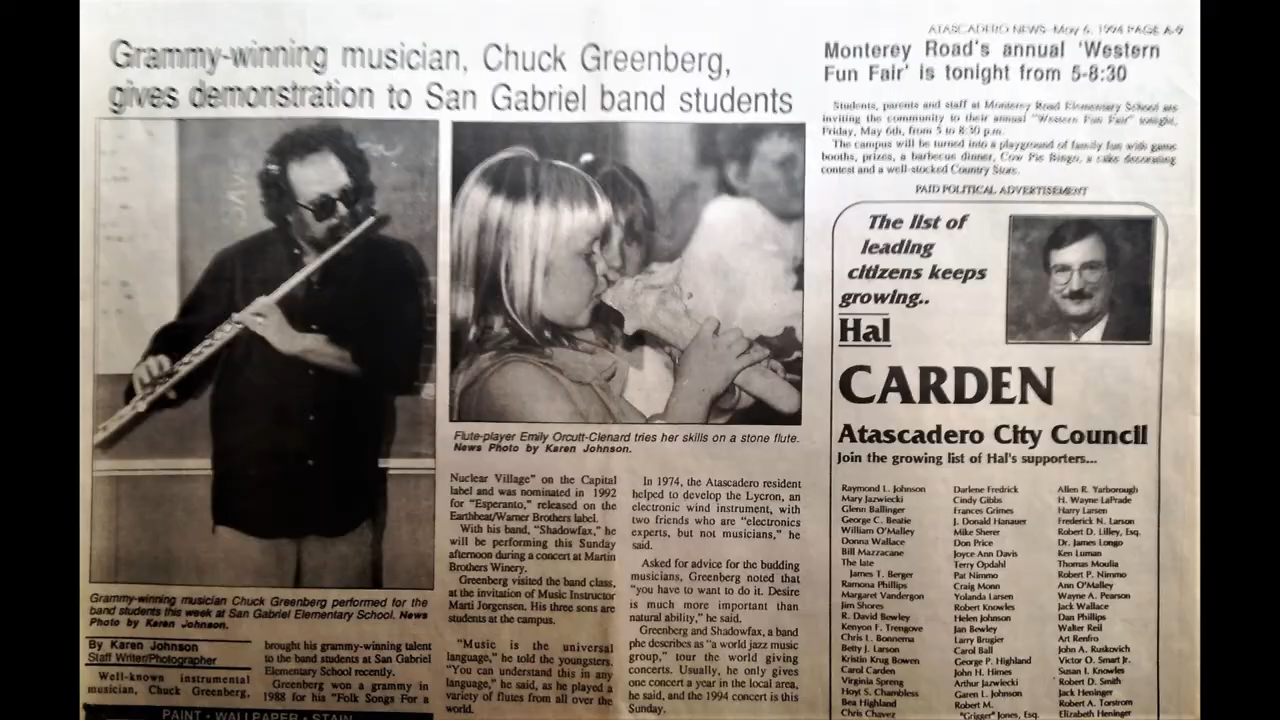 ATASCADERO NEWS May 6, 1994 PAGE A-9
Grammy-winning musician, Chuck Greenberg,
gives demonstration to San Gabriel band students
Grammy-winning musician Chuck Greenberg performed for the
band students this week at San Gabriel Elementary School. News
Photo by Karen Johnson.
By Karen Johnson
Staff Writer/Photographer
Well-known instrumental
musician, Chuck Greenberg,
brought his grammy-winning talent
to the band students at San Gabriel
Elementary School recently.
Greenberg won a grammy in
1988 for his "Folk Songs For a
Flute-player Emily Orcutt-Clenard tries her skills on a stone flute.
News Photo by Karen Johnson.
Nuclear Village" on the Capital
label and was nominated in 1992
for "Esperanto," released on the
Earthbeat/Warner Brothers label.
With his band, "Shadowfax," he
will be performing this Sunday
afternoon during a concert at Martin
Brothers Winery.
Greenberg visited the band class,
at the invitation of Music Instructor
Marti Jorgensen. His three sons are
students at the campus.
"Music is the universal
language," he told the youngsters.
"You can understand this in any
language," he said, as he played a
variety of flutes from all over the
world.
In 1974, the Atascadero resident
helped to develop the Lycron, an
electronic wind instrument, with
two friends who are "electronics
experts, but not musicians," he
said.
Asked for advice for the budding
musicians, Greenberg noted that
"you have to want to do it. Desire
is much more important than
natural ability," he said.
Greenberg and Shadowfax, a band
phe describes as "a world jazz music
group," tour the world giving
concerts. Usually, he only gives
one concert a year in the local area,
he said, and the 1994 concert is this
Sunday.
PAINT · WALLPAPER · STAIN
Monterey Road's annual 'Western
Fun Fair' is tonight from 5-8:30
Students, parents and staff at Monterey Road Elementary School are
inviting the community to their annual "Western Fun Fair" tonight,
Friday, May 6th, from 5 to 8:30 p.m.
The campus will be turned into a playground of family fun with game
booths, prizes, a barbecue dinner, Cow Pie Bingo, a cake decorating
contest and a well-stocked Country Store.
PAID POLITICAL ADVERTISEMENT
The list of
leading
citizens keeps
growing..
Hal
CARDEN
Atascadero City Council
Join the growing list of Hal's supporters...
Raymond L. Johnson
Mary Jazwiecki
Glenn Ballinger
George C. Beatie
William O'Malley
Donna Wallace
Bill Mazzacane
The late
James T. Berger
Ramona Phillips
Margaret Vandergon
Jim Shores
R. David Bewley
Kenyon F. Trengove
Chris L. Bonnema
Betty J. Larson
Kristin Krug Bowen
Carol Carden
Virginia Spreng
Hoyt S. Chambless
Bea Highland
Chris Chavez
Darlene Fredrick
Cindy Gibbs
Frances Grimes
J. Donald Hanauer
Mike Sherer
Don Price
Joyce Ann Davis
Terry Opdahl
Pat Nimmo
Craig Monn
Yolanda Larsen
Robert Knowles
Helen Johnson
Jan Bewley
Larry Brugier
Carol Ball
George P. Highland
John H. Himes
Arthur Jazwiecki
Garen L. Johnson
Robert M.
"Grigger" Jones, Esq.
Allen R. Yarborough
H. Wayne LaPrade
Harry Larsen
Frederick N. Larson
Robert D. Lilley, Esq.
Dr. James Longo
Ken Luman
Thomas Moulia
Robert P. Nimmo
Ann O'Malley
Wayne A. Pearson
Jack Wallace
Dan Phillips
Walter Reil
Art Renfro
John A. Ruskovich
Victor O. Smart Jr.
Susan I. Knowles
Robert D. Smith
Jack Heninger
Robert A. Torstrom
Elizabeth Heninger